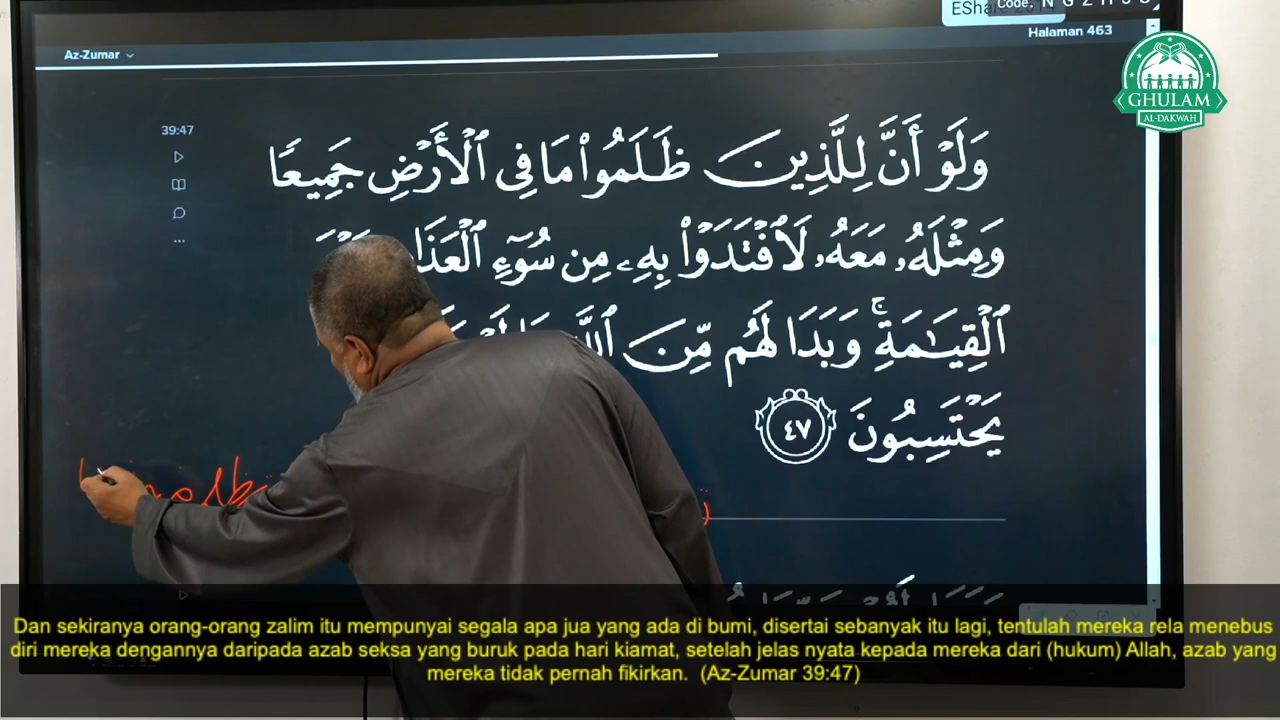 EShare
Code:
Az-Zumar
Halaman 463
GHULAM
AL-DAKWAH
39:47
وَلَوْ أَنَّ لِلَّذِينَ ظَلَمُوا۟ مَا فِى ٱلْأَرْضِ جَمِيعًا
وَمِثْلَهُۥ مَعَهُۥ لَٱفْتَدَوْا۟ بِهِۦ مِن سُوٓءِ
ٱلْقِيَـٰمَةِ ۚ وَبَدَا لَهُم مِّنَ ٱللَّهِ
يَحْتَسِبُونَ ٤٧
Dan sekiranya orang-orang zalim itu mempunyai segala apa jua yang ada di bumi, disertai sebanyak itu lagi, tentulah mereka rela menebus
diri mereka dengannya daripada azab seksa yang buruk pada hari kiamat, setelah jelas nyata kepada mereka dari (hukum) Allah, azab yang
mereka tidak pernah fikirkan. (Az-Zumar 39:47)